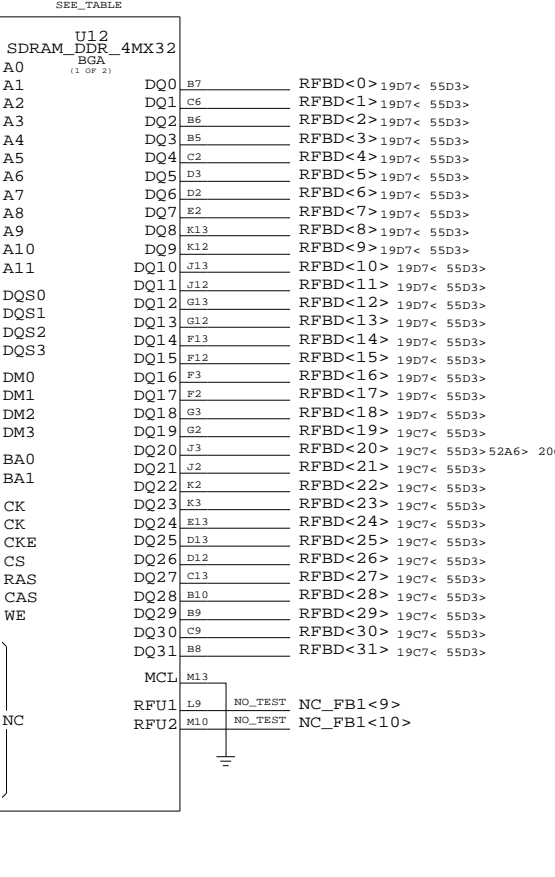 SEE_TABLE
U12
SDRAM_DDR_4MX32
BGA
(1 OF 2)
A0
A1 DQ0 B7 RFBD<0> 19D7< 55D3>
A2 DQ1 C6 RFBD<1> 19D7< 55D3>
A3 DQ2 B6 RFBD<2> 19D7< 55D3>
A4 DQ3 B5 RFBD<3> 19D7< 55D3>
A5 DQ4 C2 RFBD<4> 19D7< 55D3>
A6 DQ5 D3 RFBD<5> 19D7< 55D3>
A7 DQ6 D2 RFBD<6> 19D7< 55D3>
A8 DQ7 E2 RFBD<7> 19D7< 55D3>
A9 DQ8 K13 RFBD<8> 19D7< 55D3>
A10 DQ9 K12 RFBD<9> 19D7< 55D3>
A11 DQ10 J13 RFBD<10> 19D7< 55D3>
DQ11 J12 RFBD<11> 19D7< 55D3>
DQS0 DQ12 G13 RFBD<12> 19D7< 55D3>
DQS1 DQ13 G12 RFBD<13> 19D7< 55D3>
DQS2 DQ14 F13 RFBD<14> 19D7< 55D3>
DQS3 DQ15 F12 RFBD<15> 19D7< 55D3>
DM0 DQ16 F3 RFBD<16> 19D7< 55D3>
DM1 DQ17 F2 RFBD<17> 19D7< 55D3>
DM2 DQ18 G3 RFBD<18> 19D7< 55D3>
DM3 DQ19 G2 RFBD<19> 19C7< 55D3>
DQ20 J3 RFBD<20> 19C7< 55D3> 52A6>
BA0 DQ21 J2 RFBD<21> 19C7< 55D3>
BA1 DQ22 K2 RFBD<22> 19C7< 55D3>
CK DQ23 K3 RFBD<23> 19C7< 55D3>
CK DQ24 E13 RFBD<24> 19C7< 55D3>
CKE DQ25 D13 RFBD<25> 19C7< 55D3>
CS DQ26 D12 RFBD<26> 19C7< 55D3>
RAS DQ27 C13 RFBD<27> 19C7< 55D3>
CAS DQ28 B10 RFBD<28> 19C7< 55D3>
WE DQ29 B9 RFBD<29> 19C7< 55D3>
DQ30 C9 RFBD<30> 19C7< 55D3>
DQ31 B8 RFBD<31> 19C7< 55D3>
MCL M13
RFU1 L9 NO_TEST NC_FB1<9>
NC RFU2 M10 NO_TEST NC_FB1<10>